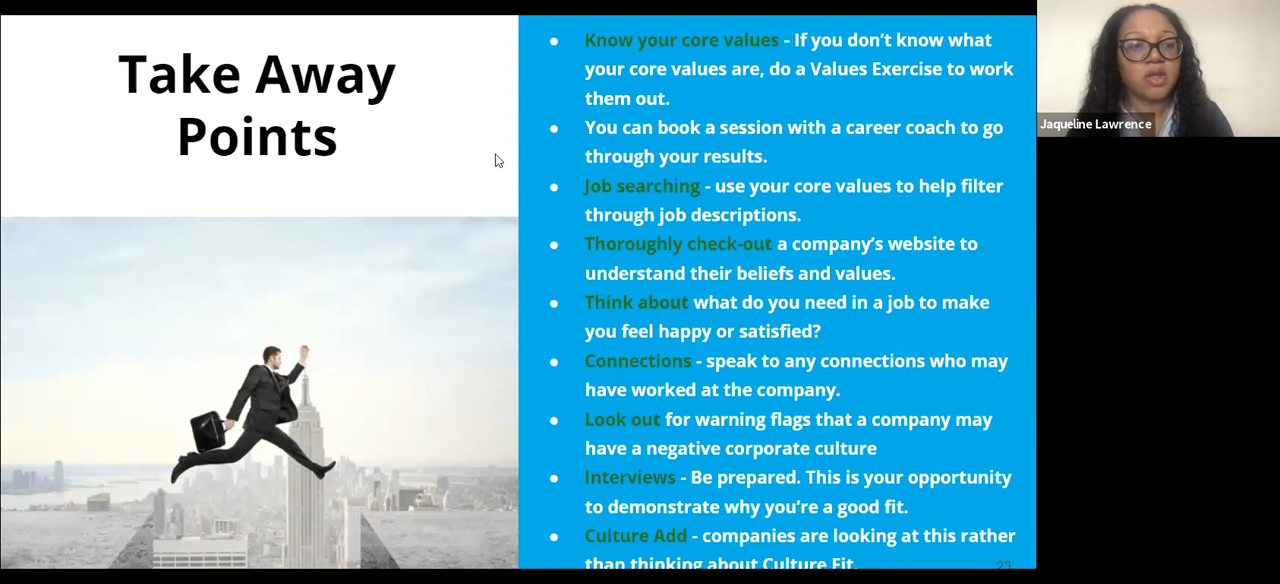 Take Away
Points
● Know your core values - If you don’t know what
your core values are, do a Values Exercise to work
them out.
● You can book a session with a career coach to go
through your results.
● Job searching - use your core values to help filter
through job descriptions.
● Thoroughly check-out a company’s website to
understand their beliefs and values.
● Think about what do you need in a job to make
you feel happy or satisfied?
● Connections - speak to any connections who may
have worked at the company.
● Look out for warning flags that a company may
have a negative corporate culture
● Interviews - Be prepared. This is your opportunity
to demonstrate why you’re a good fit.
● Culture Add - companies are looking at this rather
than thinking about Culture Fit.
23
Jaqueline Lawrence